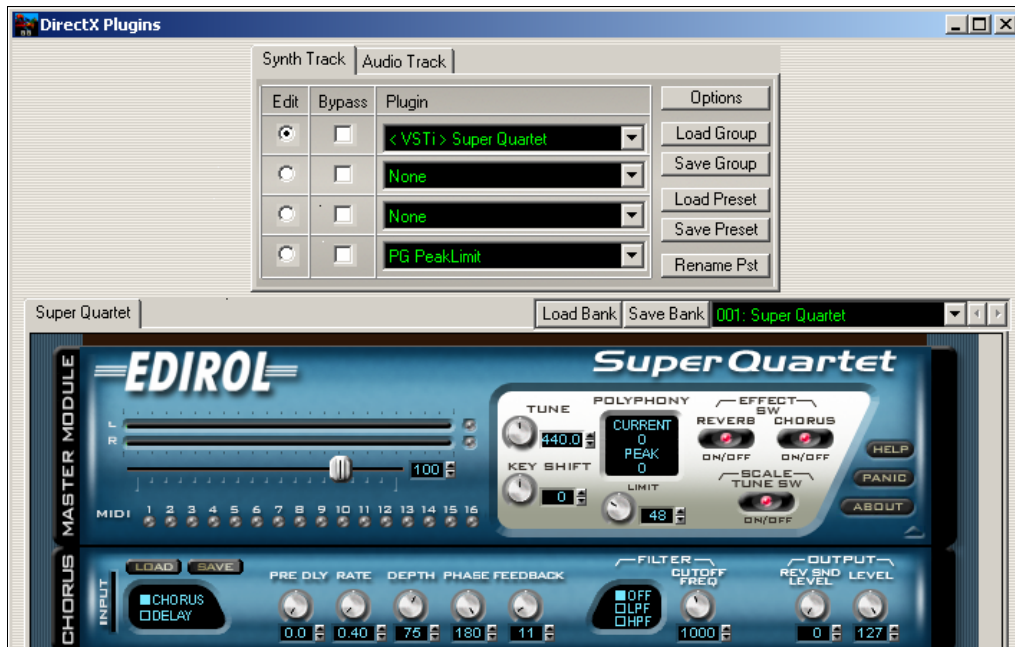 DirectX Plugins
Synth Track Audio Track
Edit Bypass Plugin
< VSTi > Super Quartet
None
None
PG PeakLimit
Options
Load Group
Save Group
Load Preset
Save Preset
Rename Pst
Super Quartet Load Bank Save Bank 001: Super Quartet
MASTER MODULE
EDIROL
Super Quartet
L
R
100
MIDI 1 2 3 4 5 6 7 8 9 10 11 12 13 14 15 16
TUNE
440.0
KEY SHIFT
0
POLYPHONY
CURRENT
0
PEAK
0
LIMIT
48
EFFECT
SW
REVERB CHORUS
ON/OFF ON/OFF
SCALE
TUNE SW
ON/OFF
HELP
PANIC
ABOUT
CHORUS
INPUT
LOAD SAVE
CHORUS
DELAY
PRE DLY RATE DEPTH PHASE FEEDBACK
0.0 0.40 75 180 11
FILTER
OFF
LPF
HPF
CUTOFF
FREQ
1000
OUTPUT
REV SND
LEVEL LEVEL
0 127